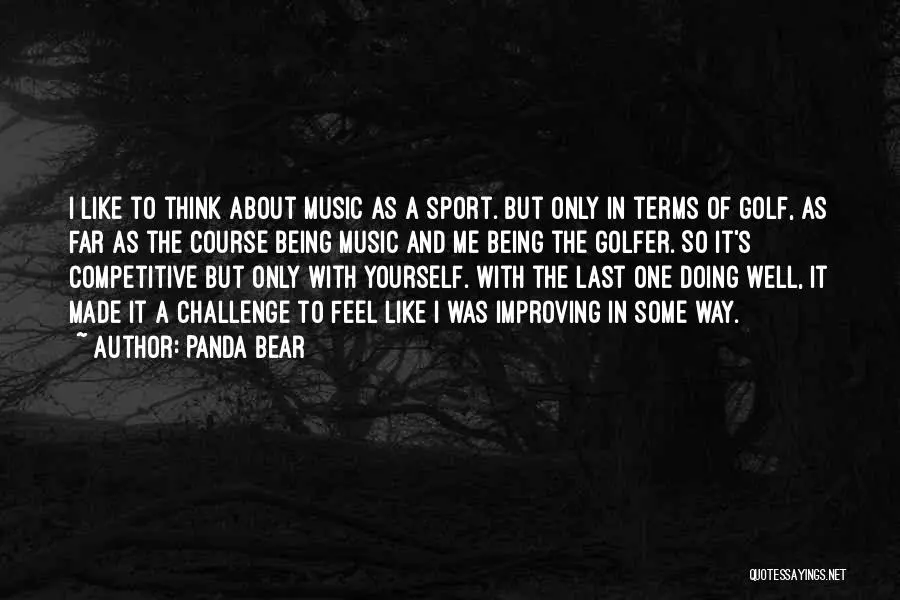 I LIKE TO THINK ABOUT MUSIC AS A SPORT. BUT ONLY IN TERMS OF GOLF, AS
FAR AS THE COURSE BEING MUSIC AND ME BEING THE GOLFER. SO IT'S
COMPETITIVE BUT ONLY WITH YOURSELF. WITH THE LAST ONE DOING WELL, IT
MADE IT A CHALLENGE TO FEEL LIKE I WAS IMPROVING IN SOME WAY.
~ AUTHOR: PANDA BEAR
QUOTESSAYINGS.NET